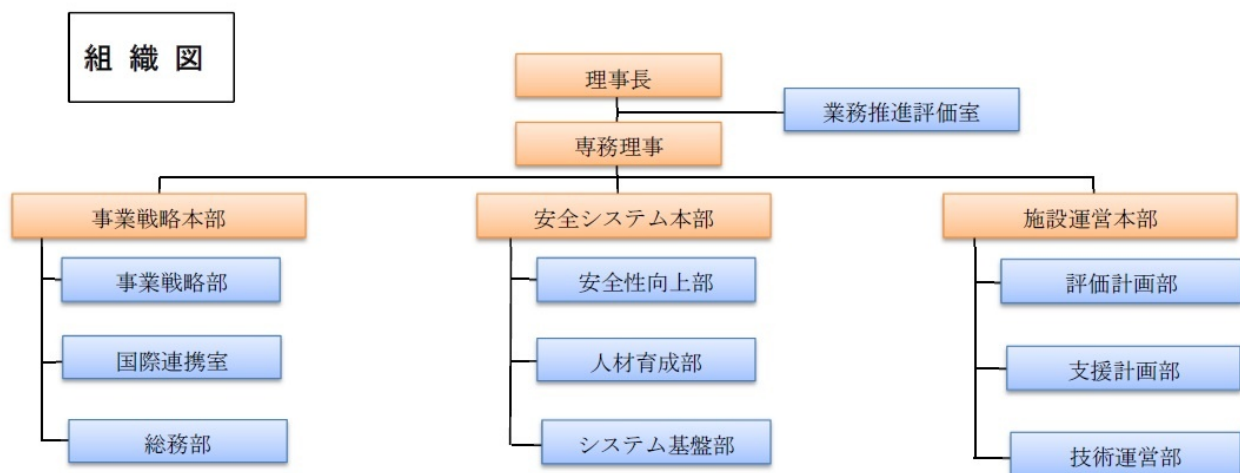 組 織 図
理事長
業務推進評価室
専務理事
事業戦略本部
安全システム本部
施設運営本部
事業戦略部
安全性向上部
評価計画部
国際連携室
人材育成部
支援計画部
総務部
システム基盤部
技術運営部